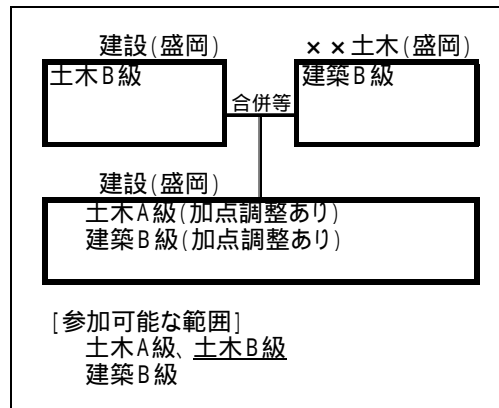 建設(盛岡) ××土木(盛岡)
土木B級 建築B級
合併等
建設(盛岡)
土木A級(加点調整あり)
建築B級(加点調整あり)
[参加可能な範囲]
土木A級、土木B級
建築B級